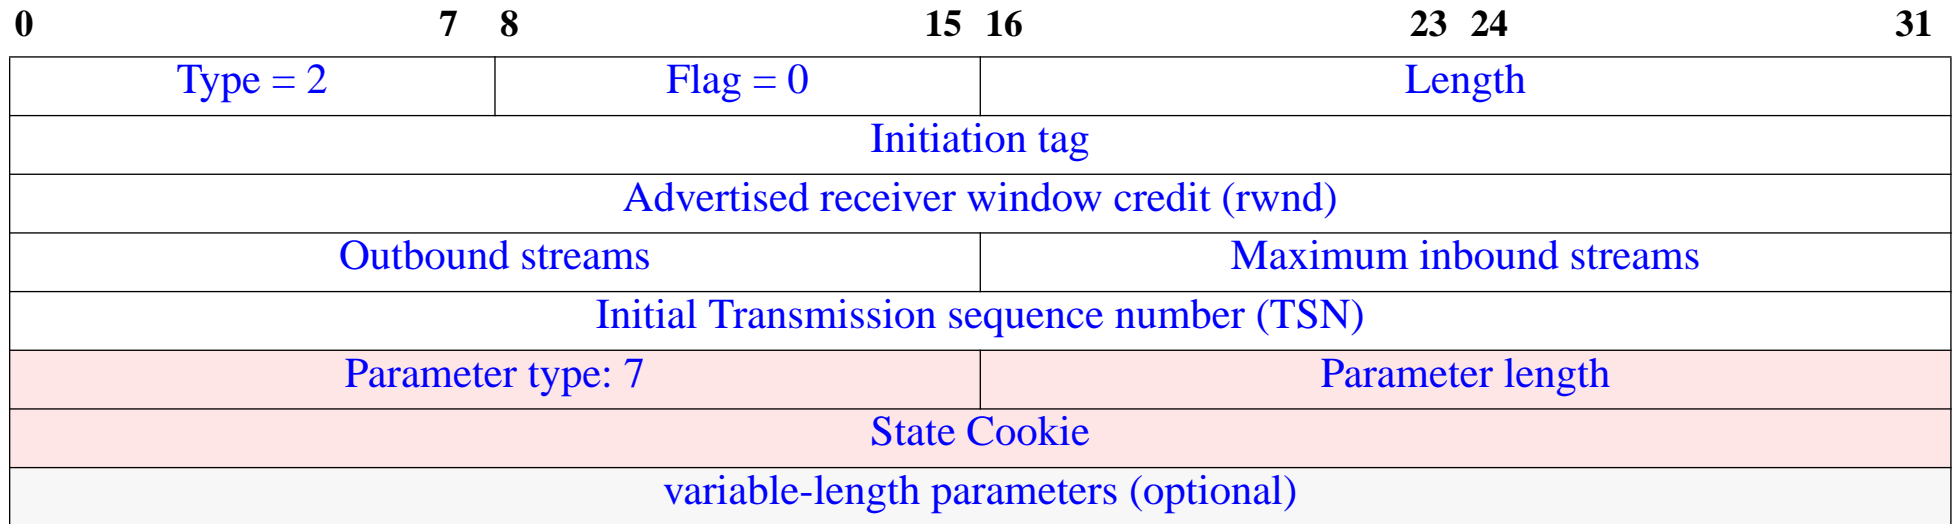 0 7 8 15 16 23 24 31
Type = 2 Flag = 0 Length
Initiation tag
Advertised receiver window credit (rwnd)
Outbound streams Maximum inbound streams
Initial Transmission sequence number (TSN)
Parameter type: 7 Parameter length
State Cookie
variable-length parameters (optional)